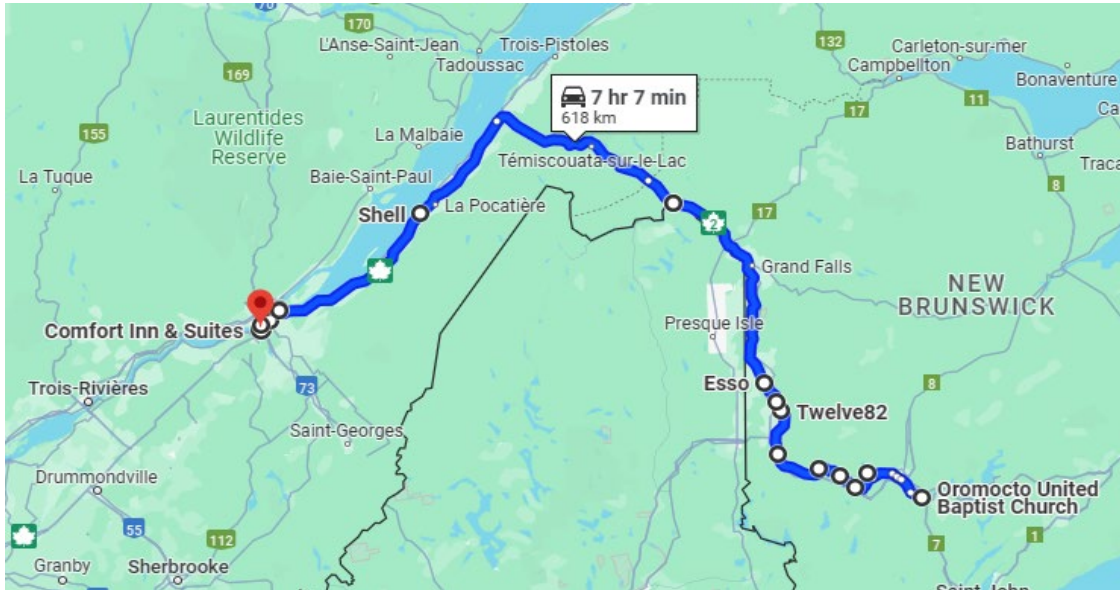 170
L'Anse-Saint-Jean
Trois-Pistoles
Tadoussac
132
Carleton-sur-mer
Campbellton
Bonaventure
169
7 hr 7 min
618 km
17
11
Laurentides
Wildlife
Reserve
155
La Malbaie
Bathurst
Témiscouata-sur-le-Lac
La Tuque
Baie-Saint-Paul
8
Shell
La Pocatière
17
2
Grand Falls
NEW
BRUNSWICK
Presque Isle
Comfort Inn & Suites
Trois-Rivières
73
Esso
8
Twelve82
Saint-Georges
Drummondville
Oromocto United
Baptist Church
55
112
7
1
Granby
Sherbrooke
Saint John